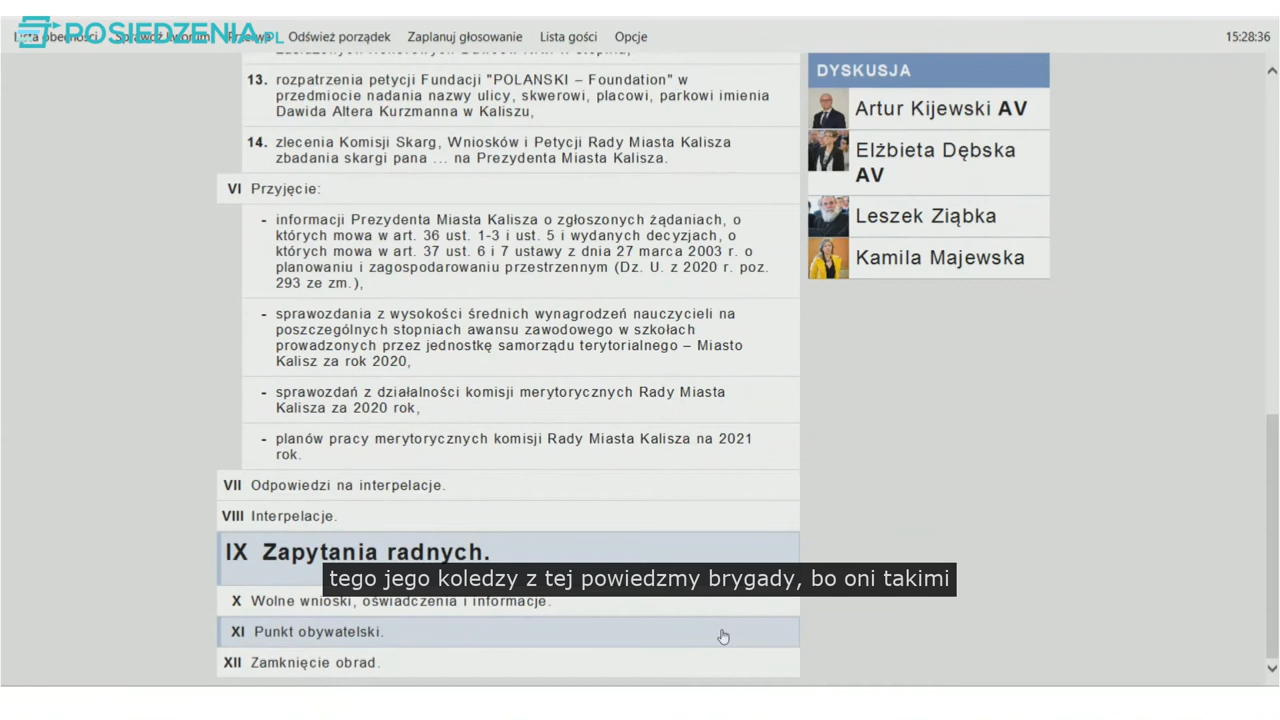 POSIEDZENIA.PL
Lista obecności Sprawdź kworum Przerwa Odśwież porządek Zaplanuj głosowanie Lista gości Opcje 15:28:36
13. rozpatrzenia petycji Fundacji "POLANSKI – Foundation" w
przedmiocie nadania nazwy ulicy, skwerowi, placowi, parkowi imienia
Dawida Altera Kurzmanna w Kaliszu,
14. zlecenia Komisji Skarg, Wniosków i Petycji Rady Miasta Kalisza
zbadania skargi pana ... na Prezydenta Miasta Kalisza.
VI Przyjęcie:
- informacji Prezydenta Miasta Kalisza o zgłoszonych żądaniach, o
których mowa w art. 36 ust. 1-3 i ust. 5 i wydanych decyzjach, o
których mowa w art. 37 ust. 6 i 7 ustawy z dnia 27 marca 2003 r. o
planowaniu i zagospodarowaniu przestrzennym (Dz. U. z 2020 r. poz.
293 ze zm.),
- sprawozdania z wysokości średnich wynagrodzeń nauczycieli na
poszczególnych stopniach awansu zawodowego w szkołach
prowadzonych przez jednostkę samorządu terytorialnego – Miasto
Kalisz za rok 2020,
- sprawozdań z działalności komisji merytorycznych Rady Miasta
Kalisza za 2020 rok,
- planów pracy merytorycznych komisji Rady Miasta Kalisza na 2021
rok.
VII Odpowiedzi na interpelacje.
VIII Interpelacje.
IX Zapytania radnych.
tego jego koledzy z tej powiedzmy brygady, bo oni takimi
X Wolne wnioski, oświadczenia i informacje.
XI Punkt obywatelski.
XII Zamknięcie obrad.
DYSKUSJA
Artur Kijewski AV
Elżbieta Dębska
AV
Leszek Ziąbka
Kamila Majewska